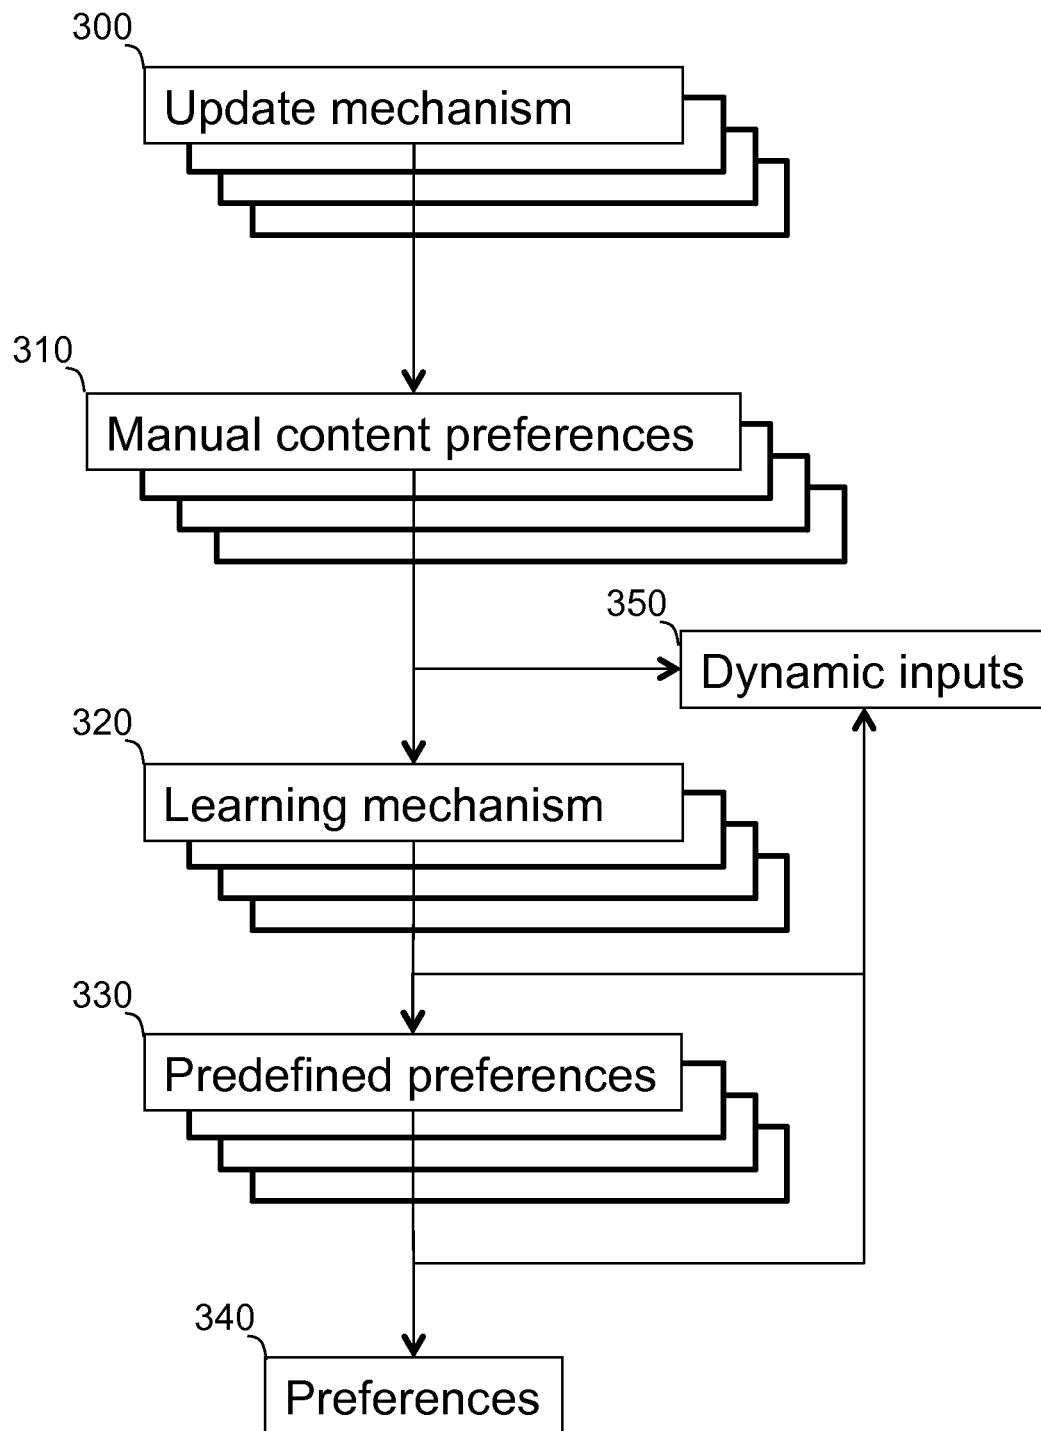 300
Update mechanism
310
Manual content preferences
350
Dynamic inputs
320
Learning mechanism
330
Predefined preferences
340
Preferences